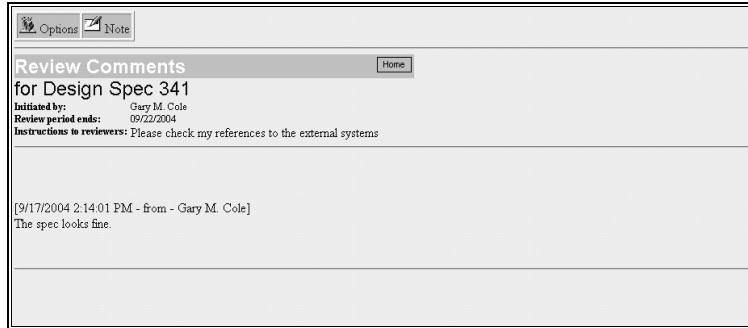 Options Note
Review Comments Home
for Design Spec 341
Initiated by: Gary M. Cole
Review period ends: 09/22/2004
Instructions to reviewers: Please check my references to the external systems
[9/17/2004 2:14:01 PM - from - Gary M. Cole]
The spec looks fine.